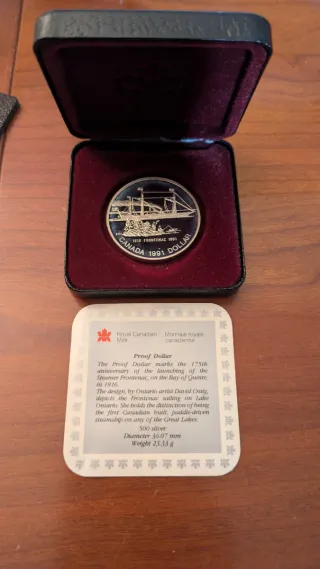 1816 FRONTENAC 1991
CANADA 1991 DOLLAR
Royal Canadian Mint
Monnaie royale canadienne
Proof Dollar
The Proof Dollar marks the 175th
anniversary of the launching of the
Steamer Frontenac, on the Bay of Quinte,
in 1816.
The design, by Ontario artist David Craig,
depicts the Frontenac sailing on Lake
Ontario. She holds the distinction of being
the first Canadian built, paddle-driven
steamship on any of the Great Lakes.
500 silver
Diameter 36.07 mm
Weight 23.33 g